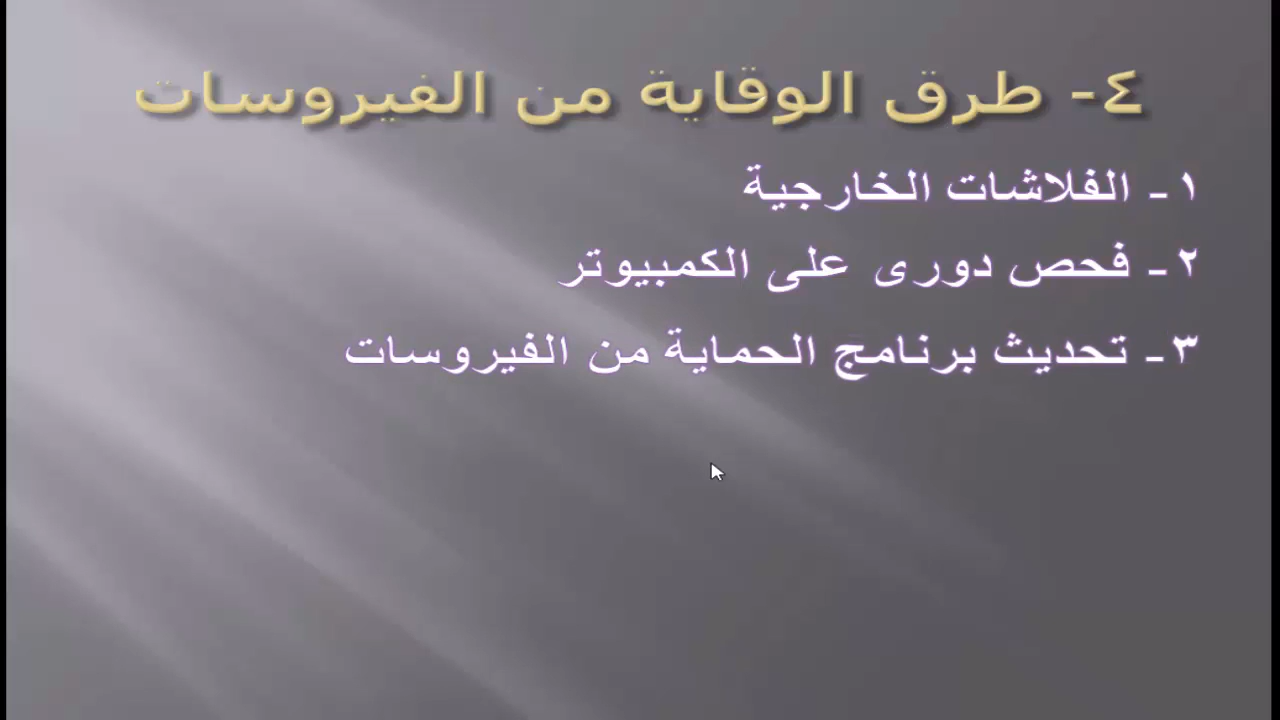 ٤- طرق الوقاية من الفيروسات
١- الفلاشات الخارجية
٢- فحص دورى على الكمبيوتر
٣- تحديث برنامج الحماية من الفيروسات